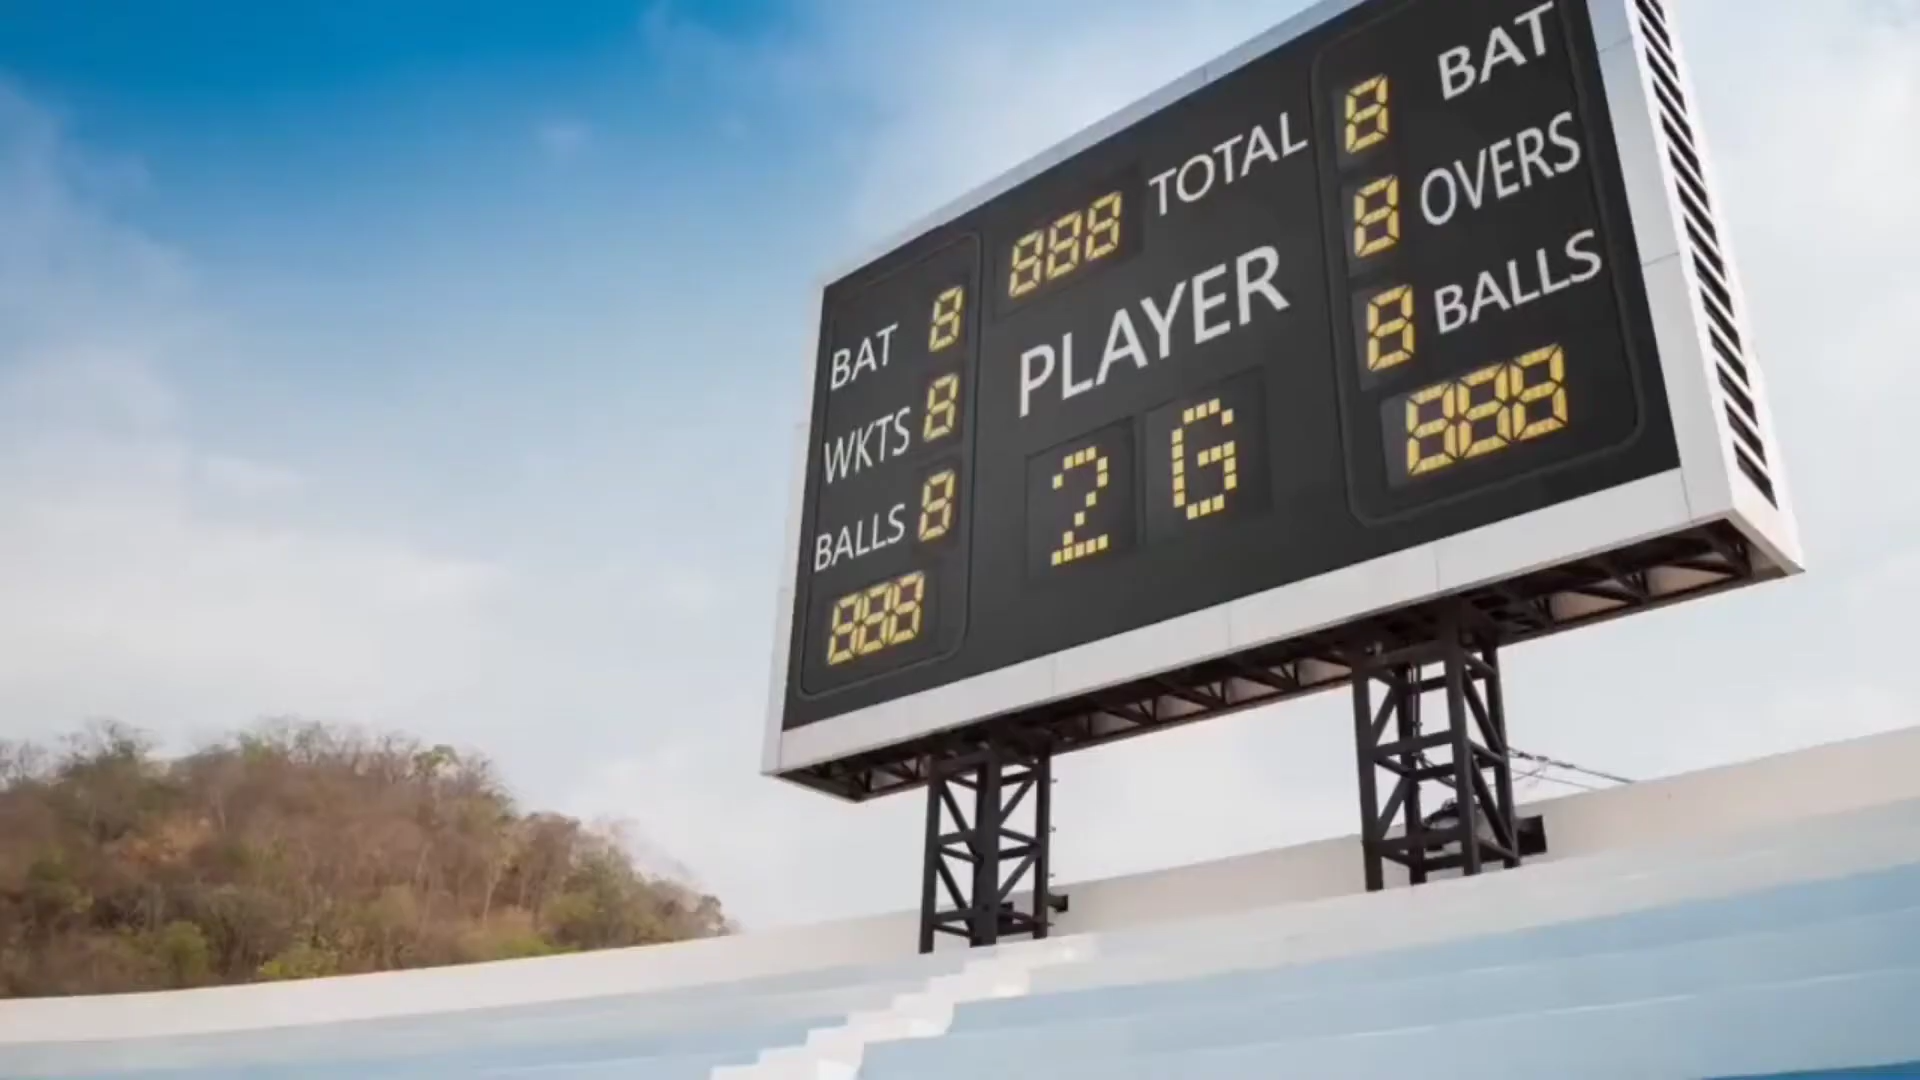 BAT 8
WKTS 8
BALLS 8
888
888 TOTAL
PLAYER
2 G
8 BAT
8 OVERS
8 BALLS
888